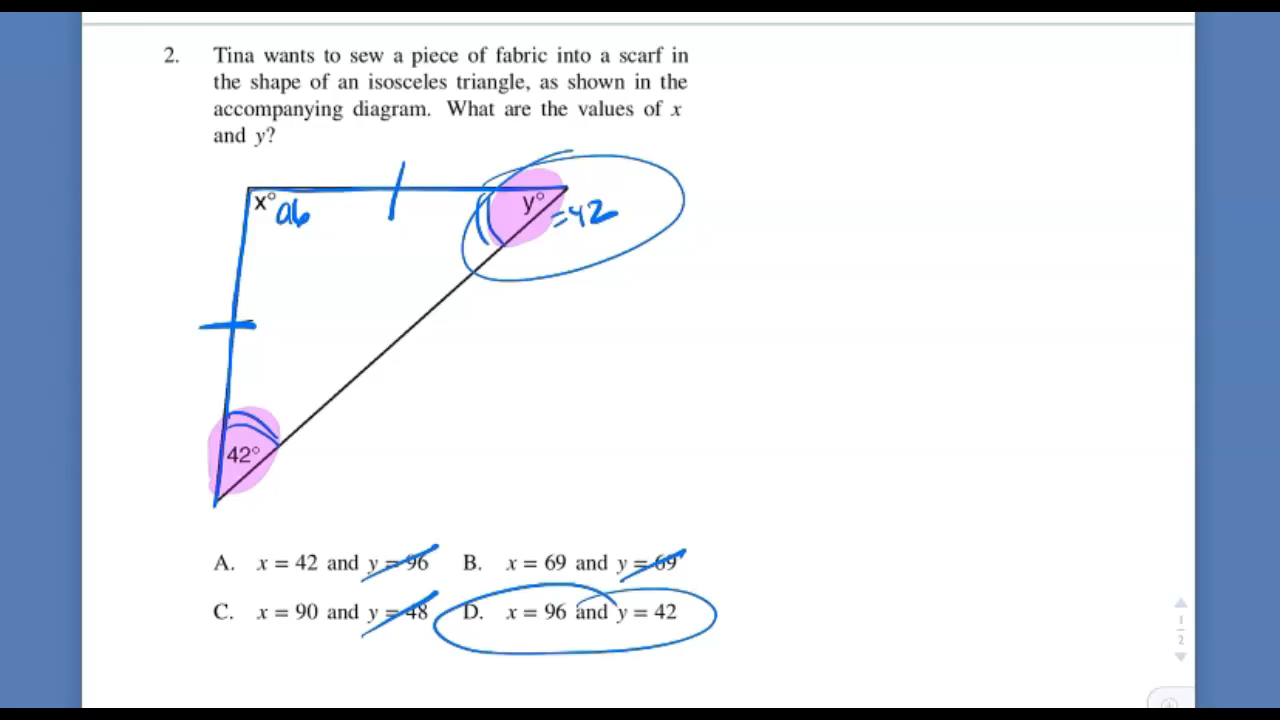 2. Tina wants to sew a piece of fabric into a scarf in
the shape of an isosceles triangle, as shown in the
accompanying diagram. What are the values of x
and y?
x° 96 y° =42
42°
A. x = 42 and y = 96 B. x = 69 and y = 69
C. x = 90 and y = 48 D. x = 96 and y = 42
1
2